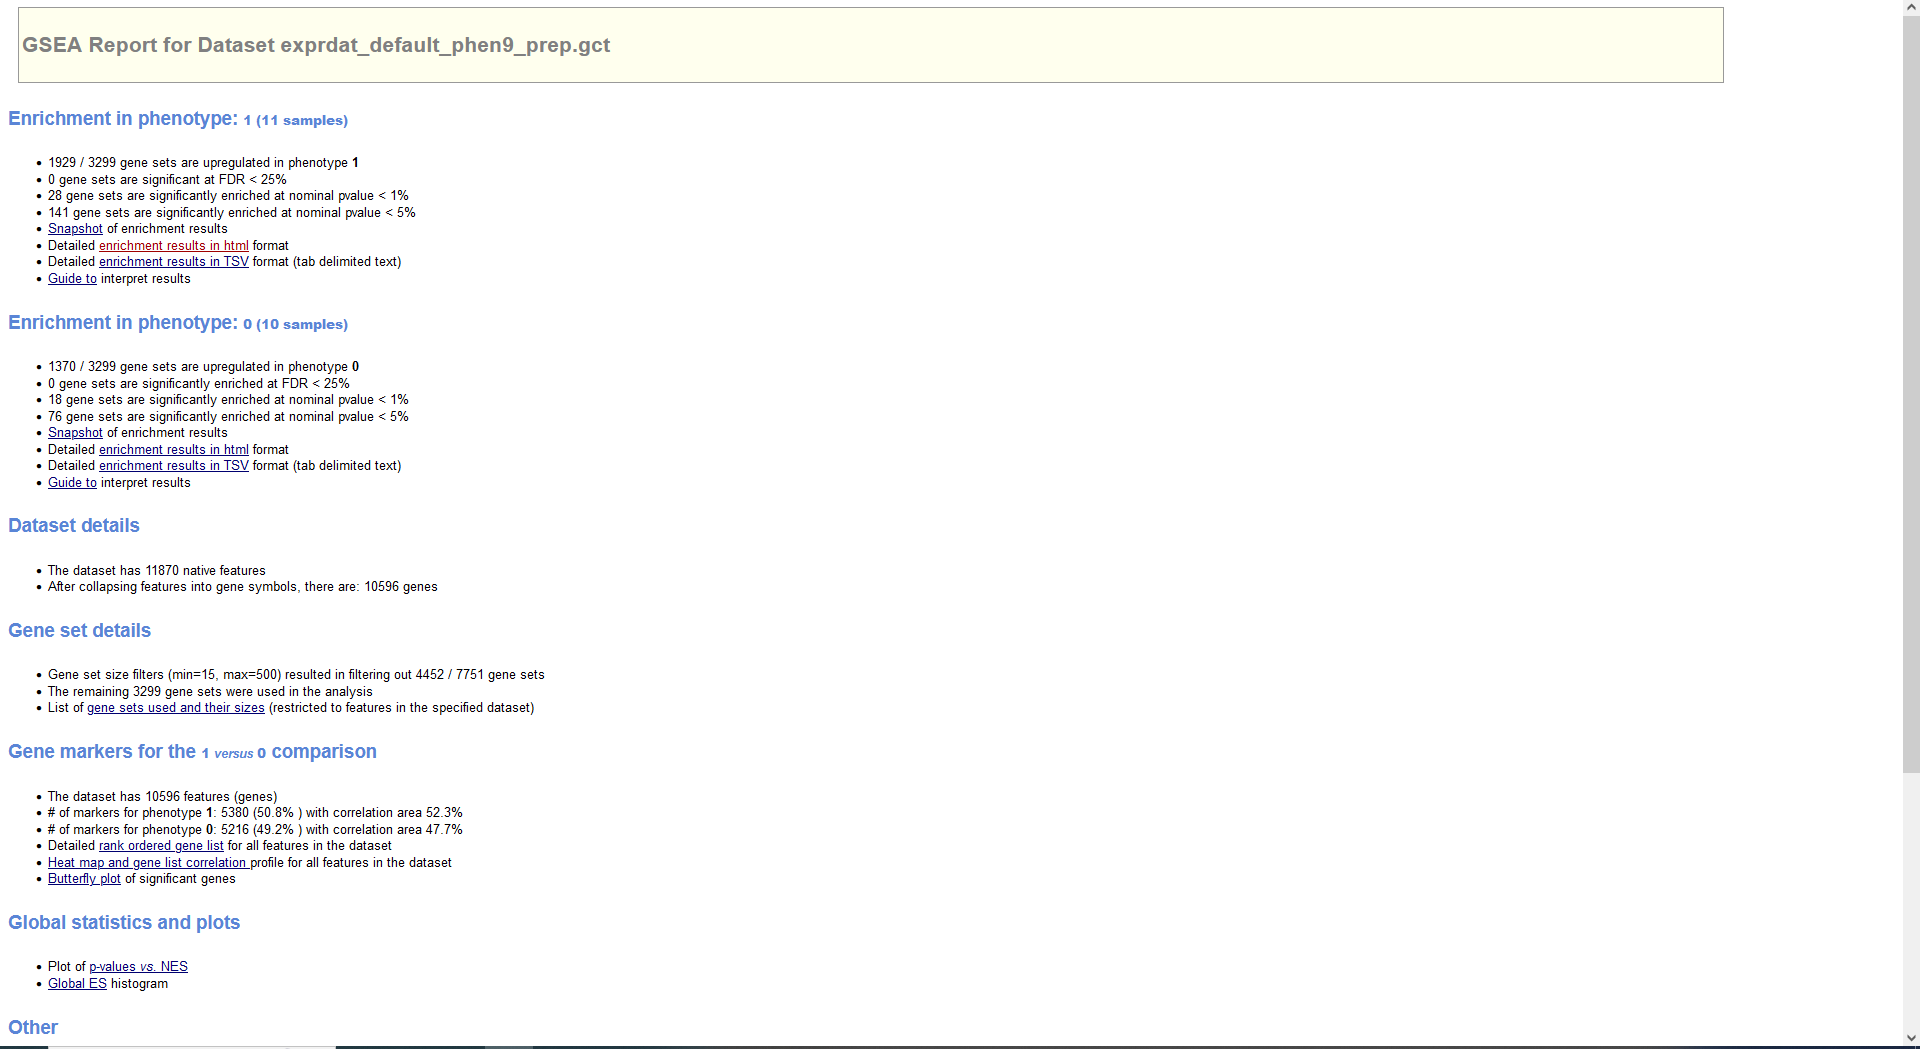 GSEA Report for Dataset exprdat_default_phen9_prep.gct
Enrichment in phenotype: 1 (11 samples)
1929 / 3299 gene sets are upregulated in phenotype 1
0 gene sets are significant at FDR < 25%
28 gene sets are significantly enriched at nominal pvalue < 1%
141 gene sets are significantly enriched at nominal pvalue < 5%
Snapshot of enrichment results
Detailed enrichment results in html format
Detailed enrichment results in TSV format (tab delimited text)
Guide to interpret results
Enrichment in phenotype: 0 (10 samples)
1370 / 3299 gene sets are upregulated in phenotype 0
0 gene sets are significantly enriched at FDR < 25%
18 gene sets are significantly enriched at nominal pvalue < 1%
76 gene sets are significantly enriched at nominal pvalue < 5%
Snapshot of enrichment results
Detailed enrichment results in html format
Detailed enrichment results in TSV format (tab delimited text)
Guide to interpret results
Dataset details
The dataset has 11870 native features
After collapsing features into gene symbols, there are: 10596 genes
Gene set details
Gene set size filters (min=15, max=500) resulted in filtering out 4452 / 7751 gene sets
The remaining 3299 gene sets were used in the analysis
List of gene sets used and their sizes (restricted to features in the specified dataset)
Gene markers for the 1 versus 0 comparison
The dataset has 10596 features (genes)
# of markers for phenotype 1: 5380 (50.8% ) with correlation area 52.3%
# of markers for phenotype 0: 5216 (49.2% ) with correlation area 47.7%
Detailed rank ordered gene list for all features in the dataset
Heat map and gene list correlation profile for all features in the dataset
Butterfly plot of significant genes
Global statistics and plots
Plot of p-values vs. NES
Global ES histogram
Other